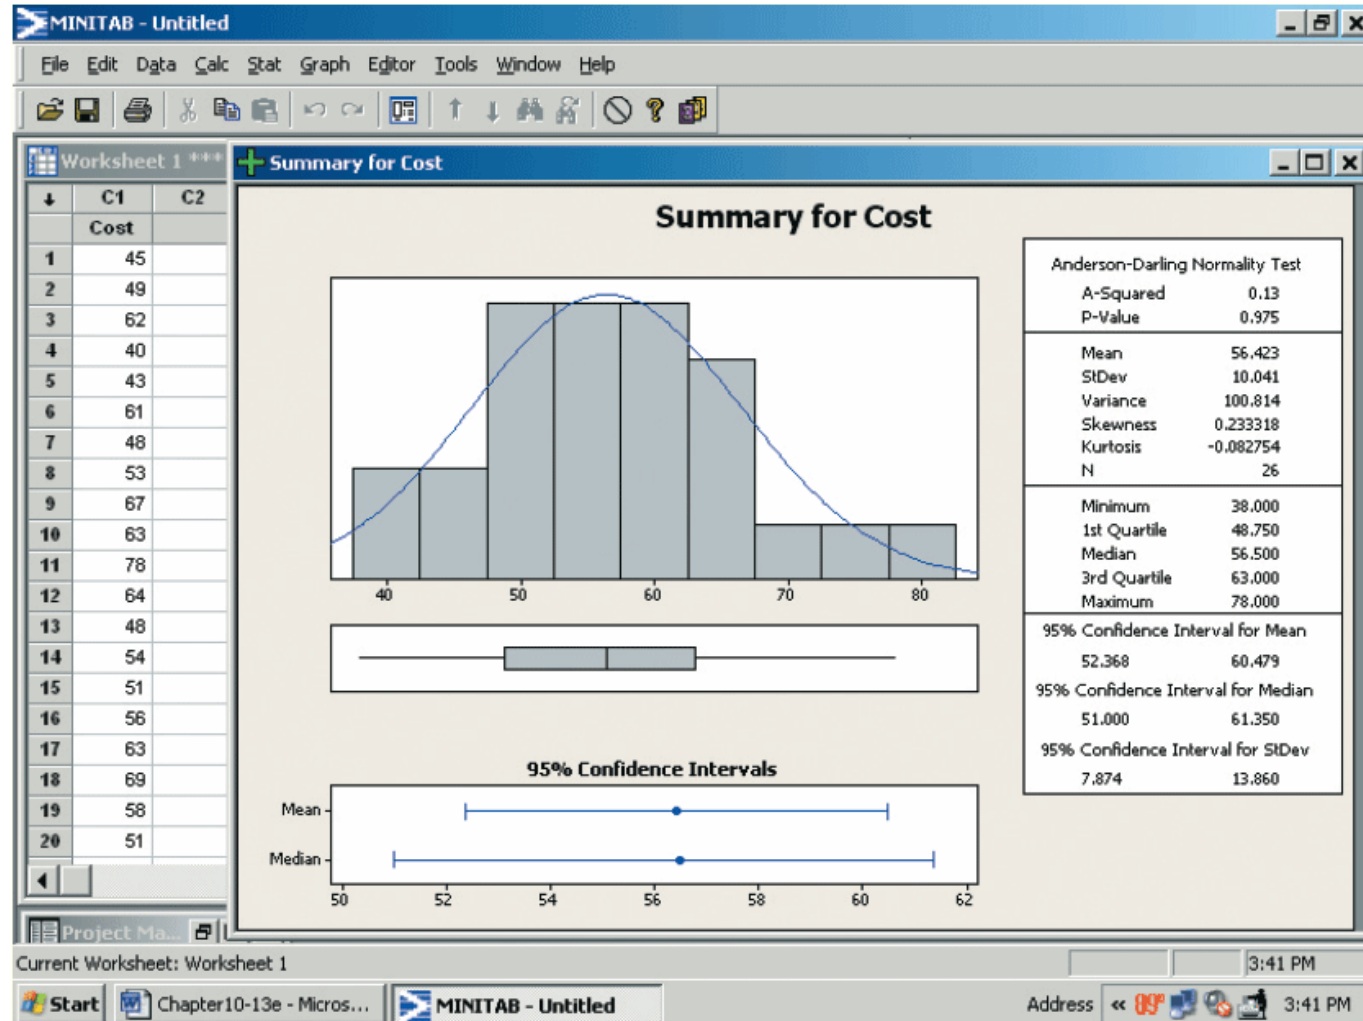 MINITAB - Untitled
File Edit Data Calc Stat Graph Editor Tools Window Help
Worksheet 1 ***
Summary for Cost
C1 C2
Cost
1 45
2 49
3 62
4 40
5 43
6 61
7 48
8 53
9 67
10 63
11 78
12 64
13 48
14 54
15 51
16 56
17 63
18 69
19 58
20 51
Summary for Cost
40 50 60 70 80
95% Confidence Intervals
Mean
Median
50 52 54 56 58 60 62
Anderson-Darling Normality Test
A-Squared 0.13
P-Value 0.975
Mean 56.423
StDev 10.041
Variance 100.814
Skewness 0.233318
Kurtosis -0.082754
N 26
Minimum 38.000
1st Quartile 48.750
Median 56.500
3rd Quartile 63.000
Maximum 78.000
95% Confidence Interval for Mean
52.368 60.479
95% Confidence Interval for Median
51.000 61.350
95% Confidence Interval for StDev
7.874 13.860
Project Ma...
Current Worksheet: Worksheet 1
3:41 PM
Start Chapter10-13e - Micros... MINITAB - Untitled Address « 89° 3:41 PM